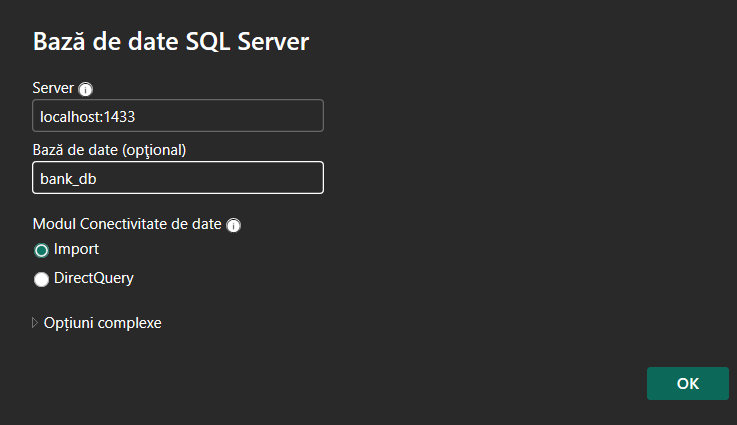 Bază de date SQL Server
Server
localhost:1433
Bază de date (opţional)
bank_db
Modul Conectivitate de date
Import
DirectQuery
Opțiuni complexe
OK